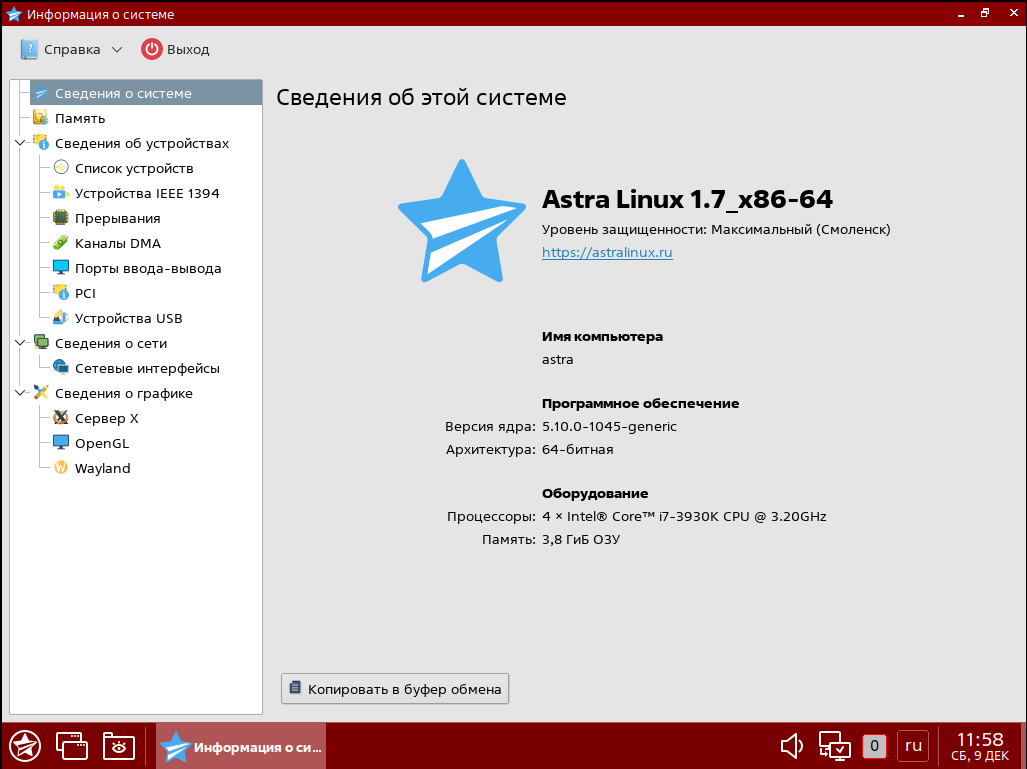 Информация о системе
Справка
Выход
Сведения о системе
Память
Сведения об устройствах
Список устройств
Устройства IEEE 1394
Прерывания
Каналы DMA
Порты ввода-вывода
PCI
Устройства USB
Сведения о сети
Сетевые интерфейсы
Сведения о графике
Сервер X
OpenGL
Wayland
Сведения об этой системе
Astra Linux 1.7_x86-64
Уровень защищенности: Максимальный (Смоленск)
https://astralinux.ru
Имя компьютера
astra
Программное обеспечение
Версия ядра: 5.10.0-1045-generic
Архитектура: 64-битная
Оборудование
Процессоры: 4 × Intel® Core™ i7-3930K CPU @ 3.20GHz
Память: 3,8 ГиБ ОЗУ
Копировать в буфер обмена
Информация о си...
0
ru
11:58
СБ, 9 ДЕК